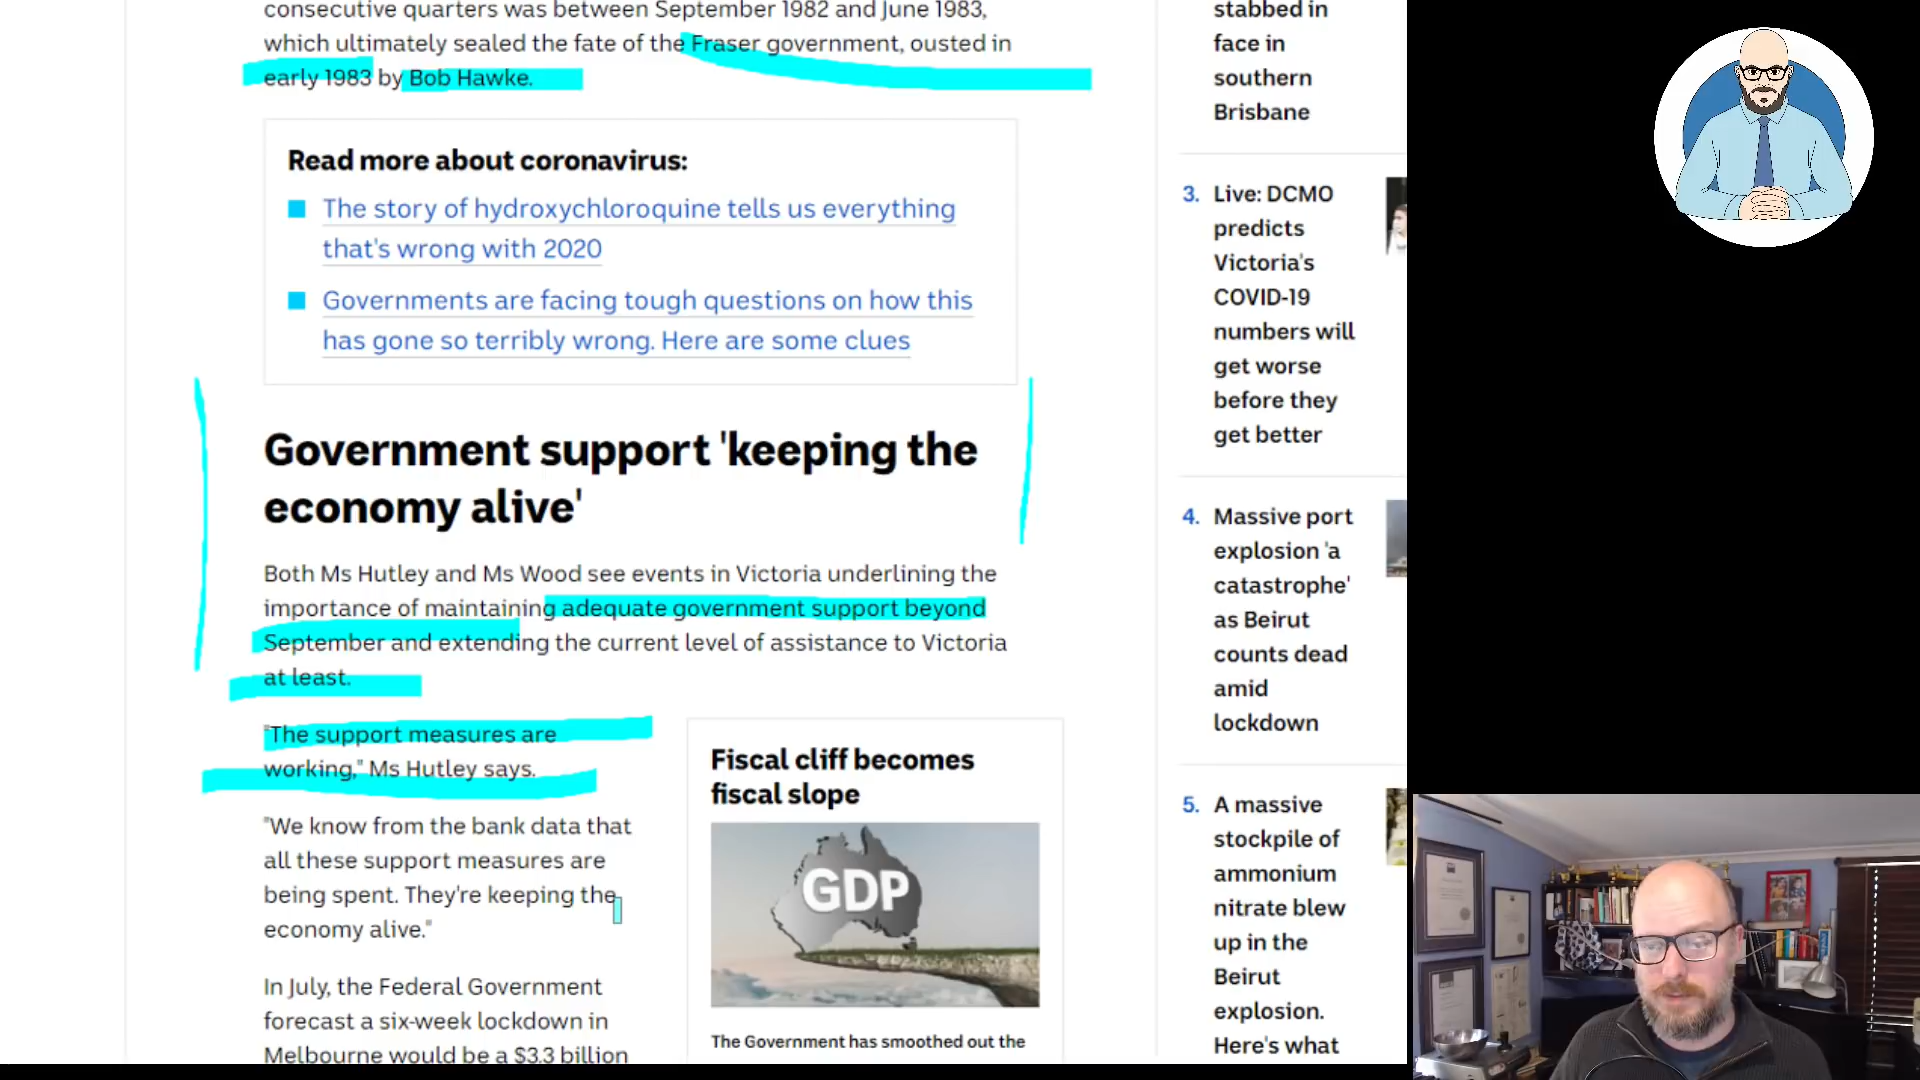 consecutive quarters was between September 1982 and June 1983,
which ultimately sealed the fate of the Fraser government, ousted in
early 1983 by Bob Hawke.
Read more about coronavirus:
The story of hydroxychloroquine tells us everything
that's wrong with 2020
Governments are facing tough questions on how this
has gone so terribly wrong. Here are some clues
Government support 'keeping the
economy alive'
Both Ms Hutley and Ms Wood see events in Victoria underlining the
importance of maintaining adequate government support beyond
September and extending the current level of assistance to Victoria
at least.
"The support measures are
working," Ms Hutley says.
"We know from the bank data that
all these support measures are
being spent. They're keeping the
economy alive."
In July, the Federal Government
forecast a six-week lockdown in
Melbourne would be a $3.3 billion
Fiscal cliff becomes
fiscal slope
GDP
The Government has smoothed out the
stabbed in
face in
southern
Brisbane
3. Live: DCMO
predicts
Victoria's
COVID-19
numbers will
get worse
before they
get better
4. Massive port
explosion 'a
catastrophe'
as Beirut
counts dead
amid
lockdown
5. A massive
stockpile of
ammonium
nitrate blew
up in the
Beirut
explosion.
Here's what